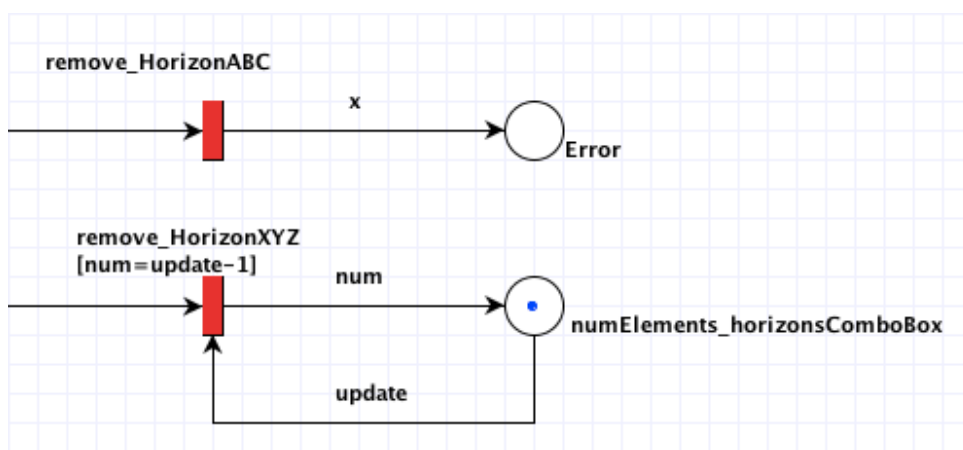 remove_HorizonABC
x
Error
remove_HorizonXYZ
[num=update-1]
num
numElements_horizonsComboBox
update